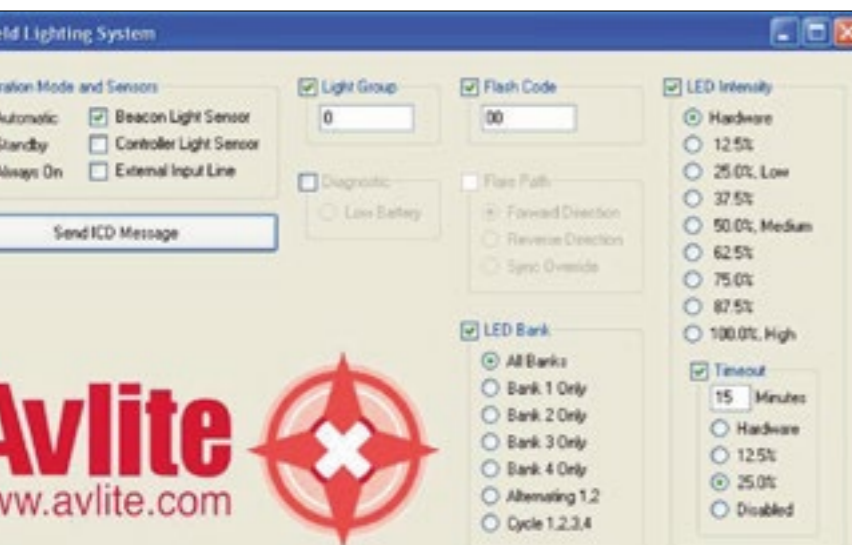 eld Lighting System
ration Mode and Sensors
Automatic
Beacon Light Sensor
Standby
Controller Light Sensor
Always On
External Input Line
Send ICD Message
Light Group
0
Diagnostic
Low Battery
Flash Code
00
Flare Path
Forward Direction
Reverse Direction
Sync Override
LED Bank
All Banks
Bank 1 Only
Bank 2 Only
Bank 3 Only
Bank 4 Only
Alternating 1,2
Cycle 1,2,3,4
LED Intensity
Hardware
12.5%
25.0%, Low
37.5%
50.0%, Medium
62.5%
75.0%
87.5%
100.0%, High
Timeout
15 Minutes
Hardware
12.5%
25.0%
Disabled
Avlite
ww.avlite.com